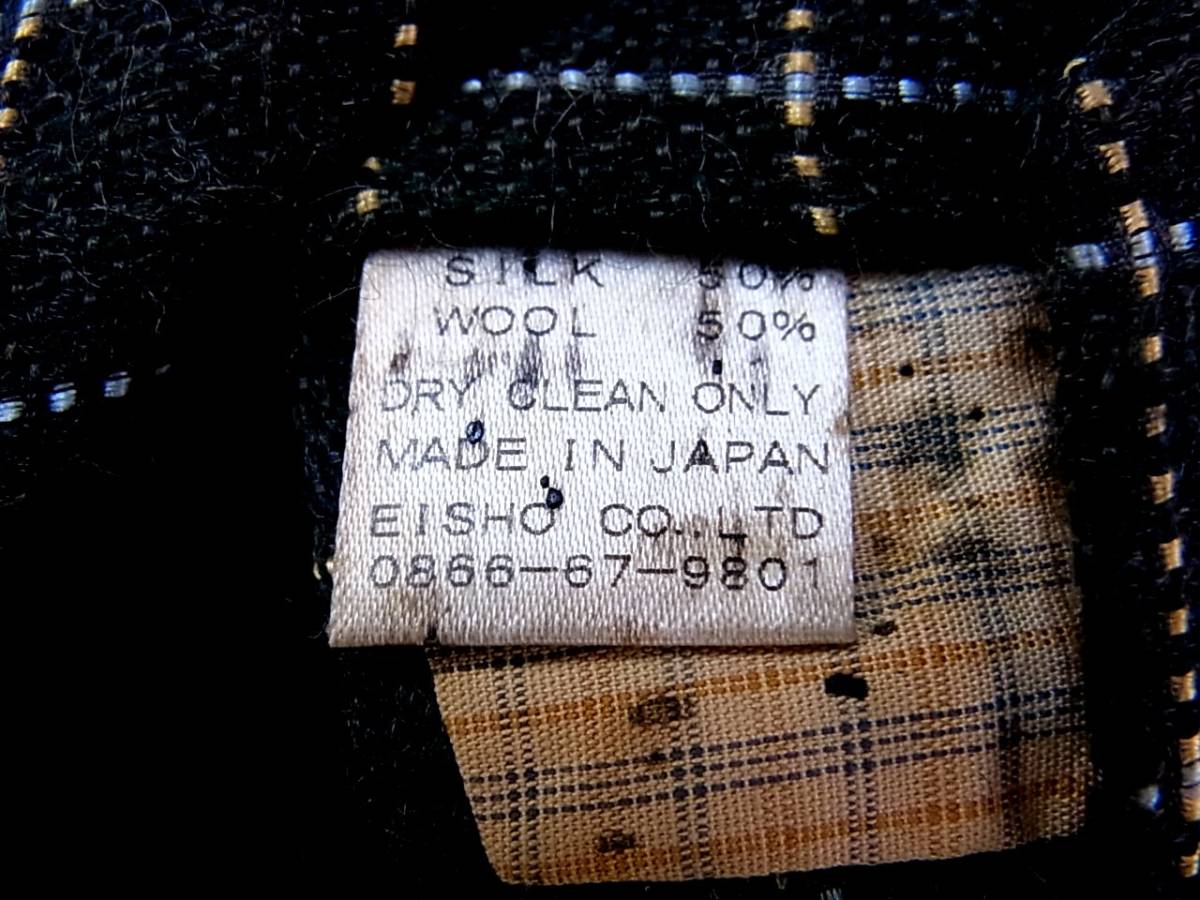 SILK 50%
WOOL 50%
DRY CLEAN ONLY
MADE IN JAPAN
EISHO CO.,LTD
0866-67-9801